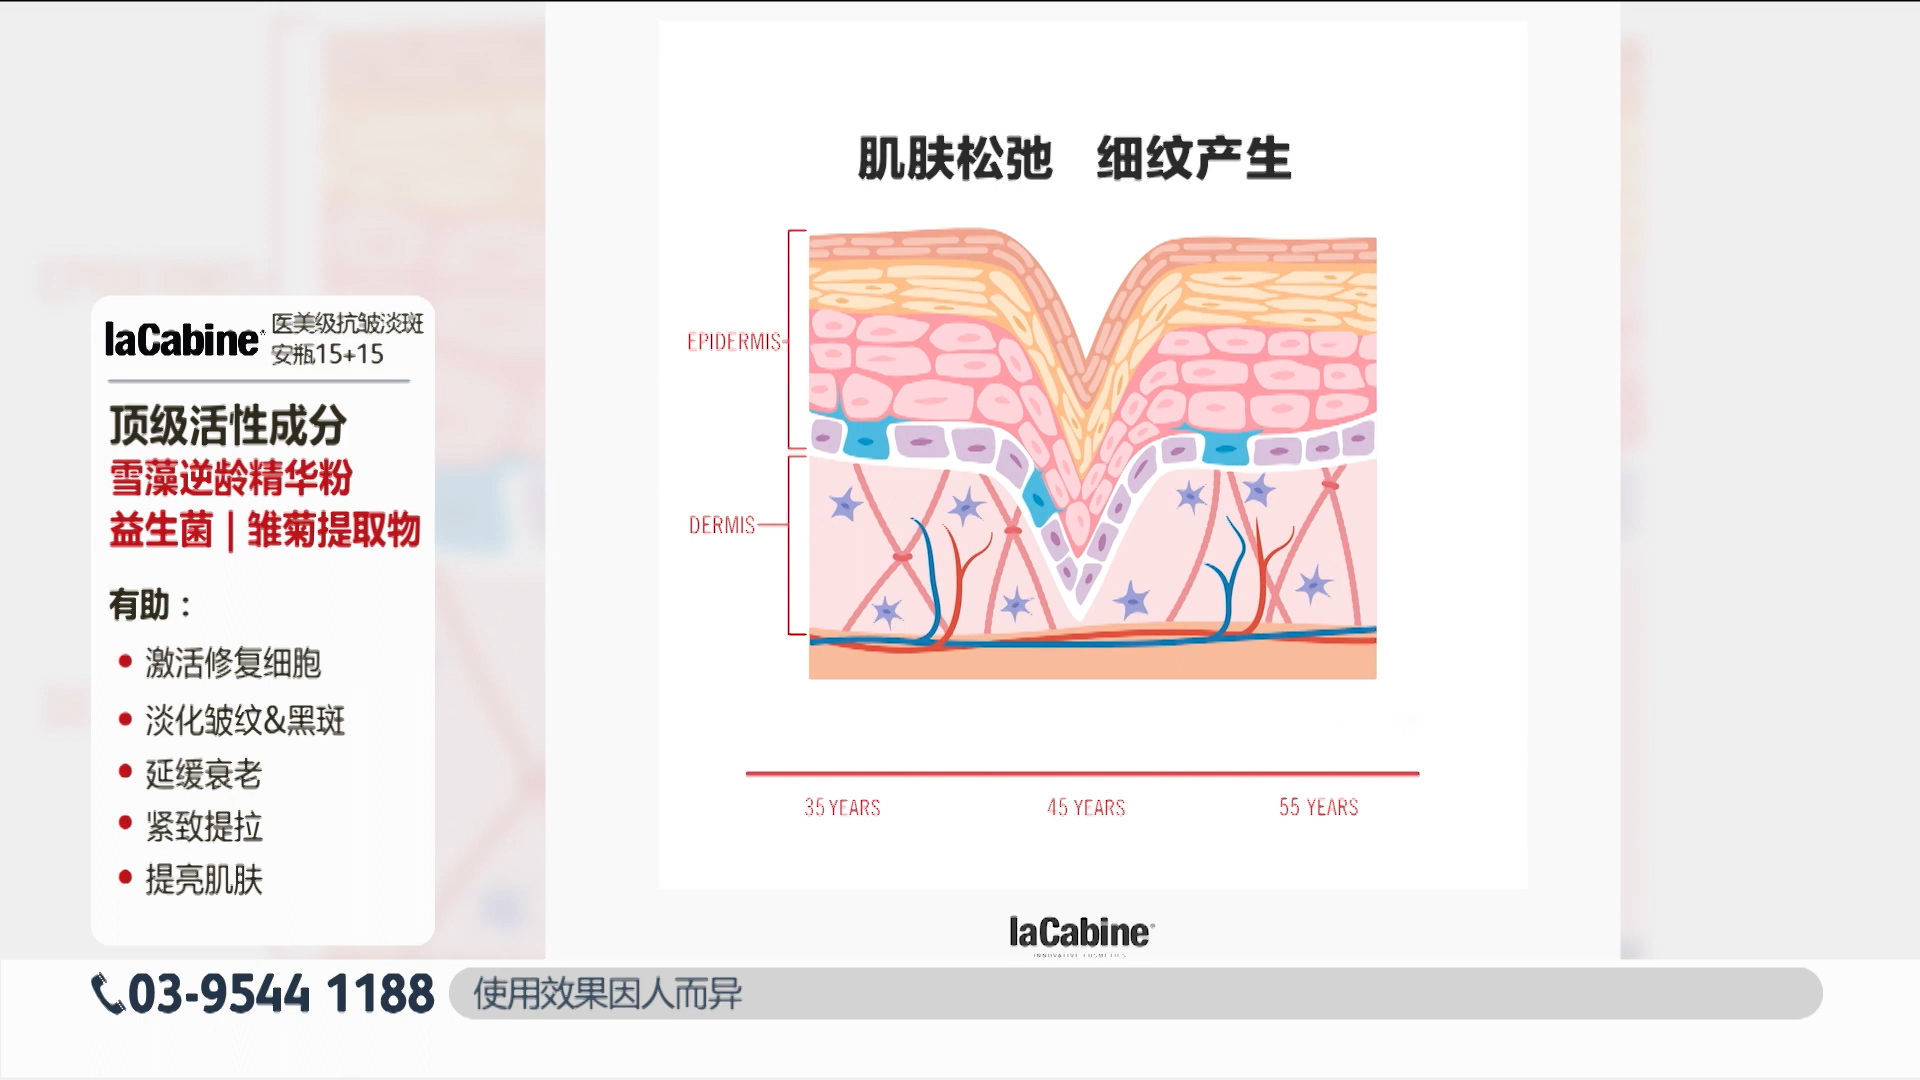 肌肤松弛 细纹产生
EPIDERMIS
DERMIS
35 YEARS 45 YEARS 55 YEARS
laCabine
laCabine
医美级抗皱淡斑
安瓶15+15
顶级活性成分
雪藻逆龄精华粉
益生菌 | 雏菊提取物
有助：
• 激活修复细胞
• 淡化皱纹&黑斑
• 延缓衰老
• 紧致提拉
• 提亮肌肤
03-9544 1188
使用效果因人而异